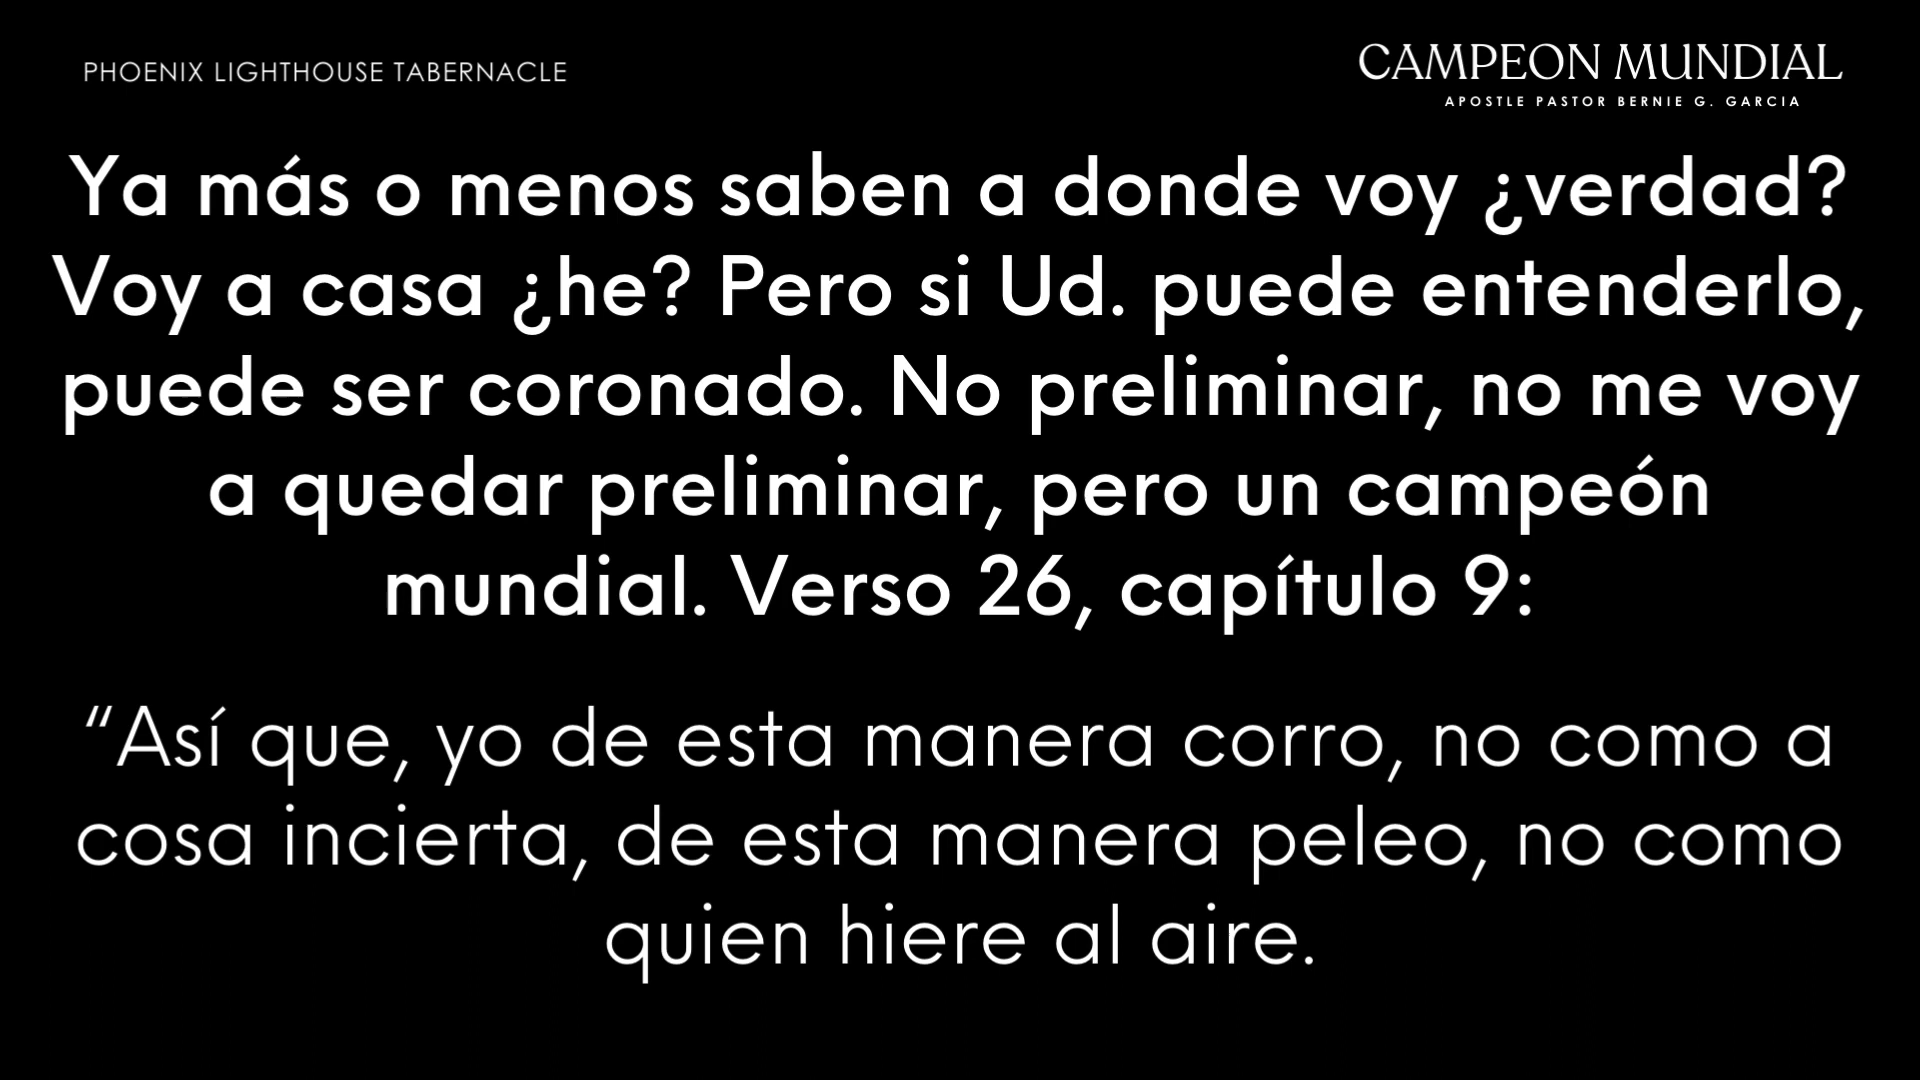 PHOENIX LIGHTHOUSE TABERNACLE
CAMPEON MUNDIAL
APOSTLE PASTOR BERNIE G. GARCIA
Ya más o menos saben a donde voy ¿verdad?
Voy a casa ¿he? Pero si Ud. puede entenderlo,
puede ser coronado. No preliminar, no me voy
a quedar preliminar, pero un campeón
mundial. Verso 26, capítulo 9:
“Así que, yo de esta manera corro, no como a
cosa incierta, de esta manera peleo, no como
quien hiere al aire.